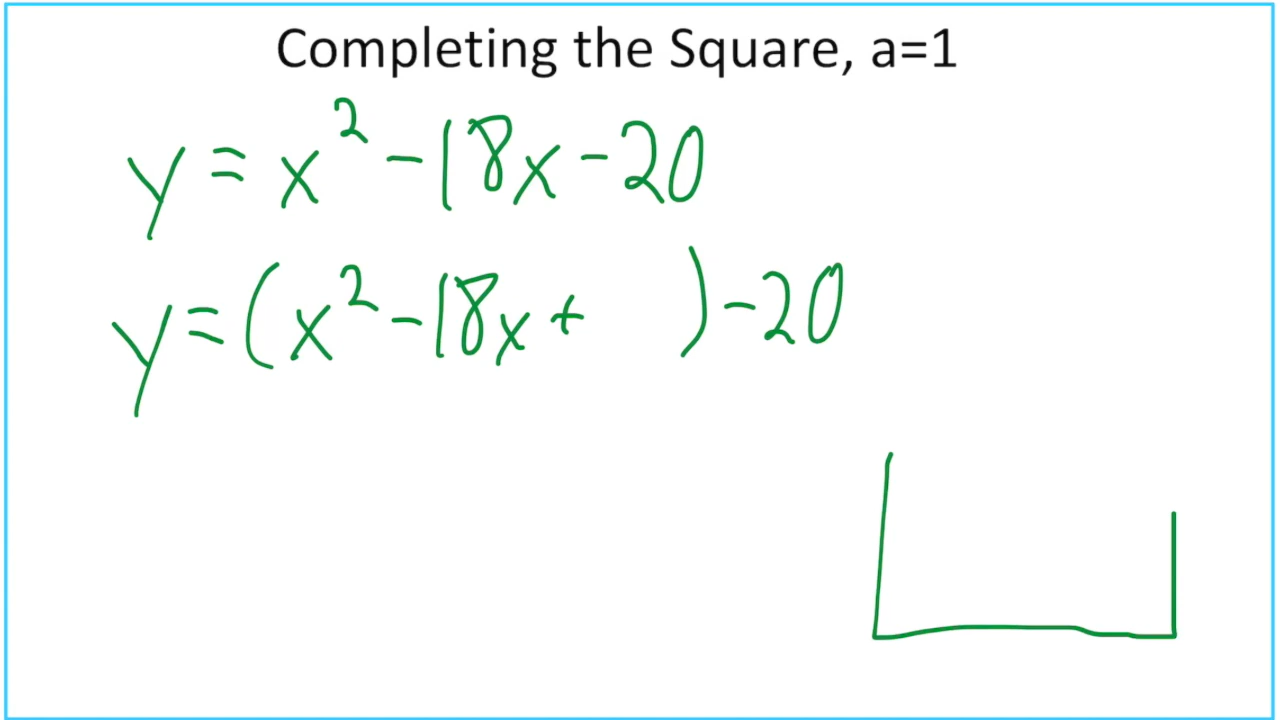 Completing the Square, a=1
y = x² - 18x - 20
y = (x² - 18x +    ) - 20